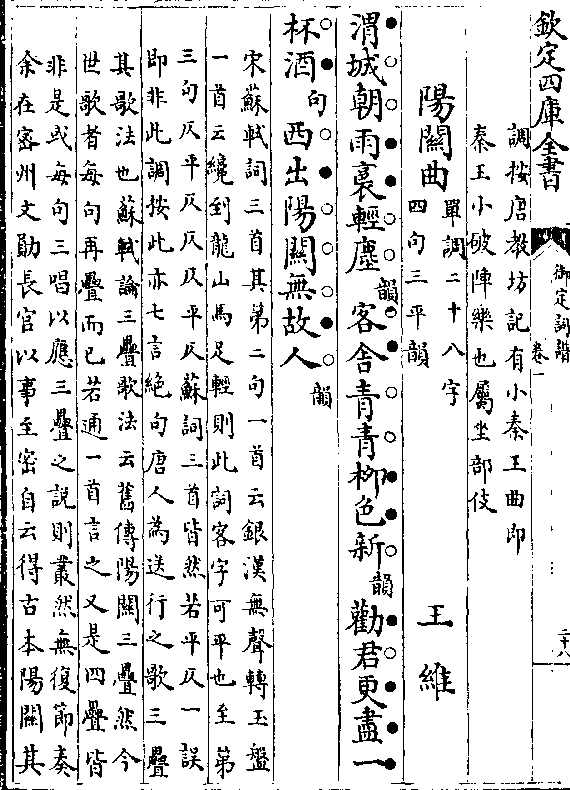 欽定四庫全書
御定詞譜
卷一
二十八
調按唐教坊記有小秦王曲即
秦王小破陣樂也屬坐部伎
陽關曲
單調二十八字
四句三平韻
王維
渭城朝雨裛輕塵韻客舍青青柳色新韻勸君更盡一
杯酒句西出陽關無故人韻
宋蘇軾詞三首其第二句一首云銀漢無聲轉玉盤
一首云纔到龍山馬足輕則此詞客字可平也至第
三句仄平仄仄平仄蘇詞三首皆然若平仄一誤
即非此調按此亦七言絶句唐人為送行之歌三疊
其歌法也蘇軾論三疊歌法云舊傳陽關三疊然今
世歌者每句再疊而已若通一首言之又是四疊皆
非是或每句三唱以應三疊之說則叢然無復節奏
余在密州文勛長官以事至密自云得古本陽關其